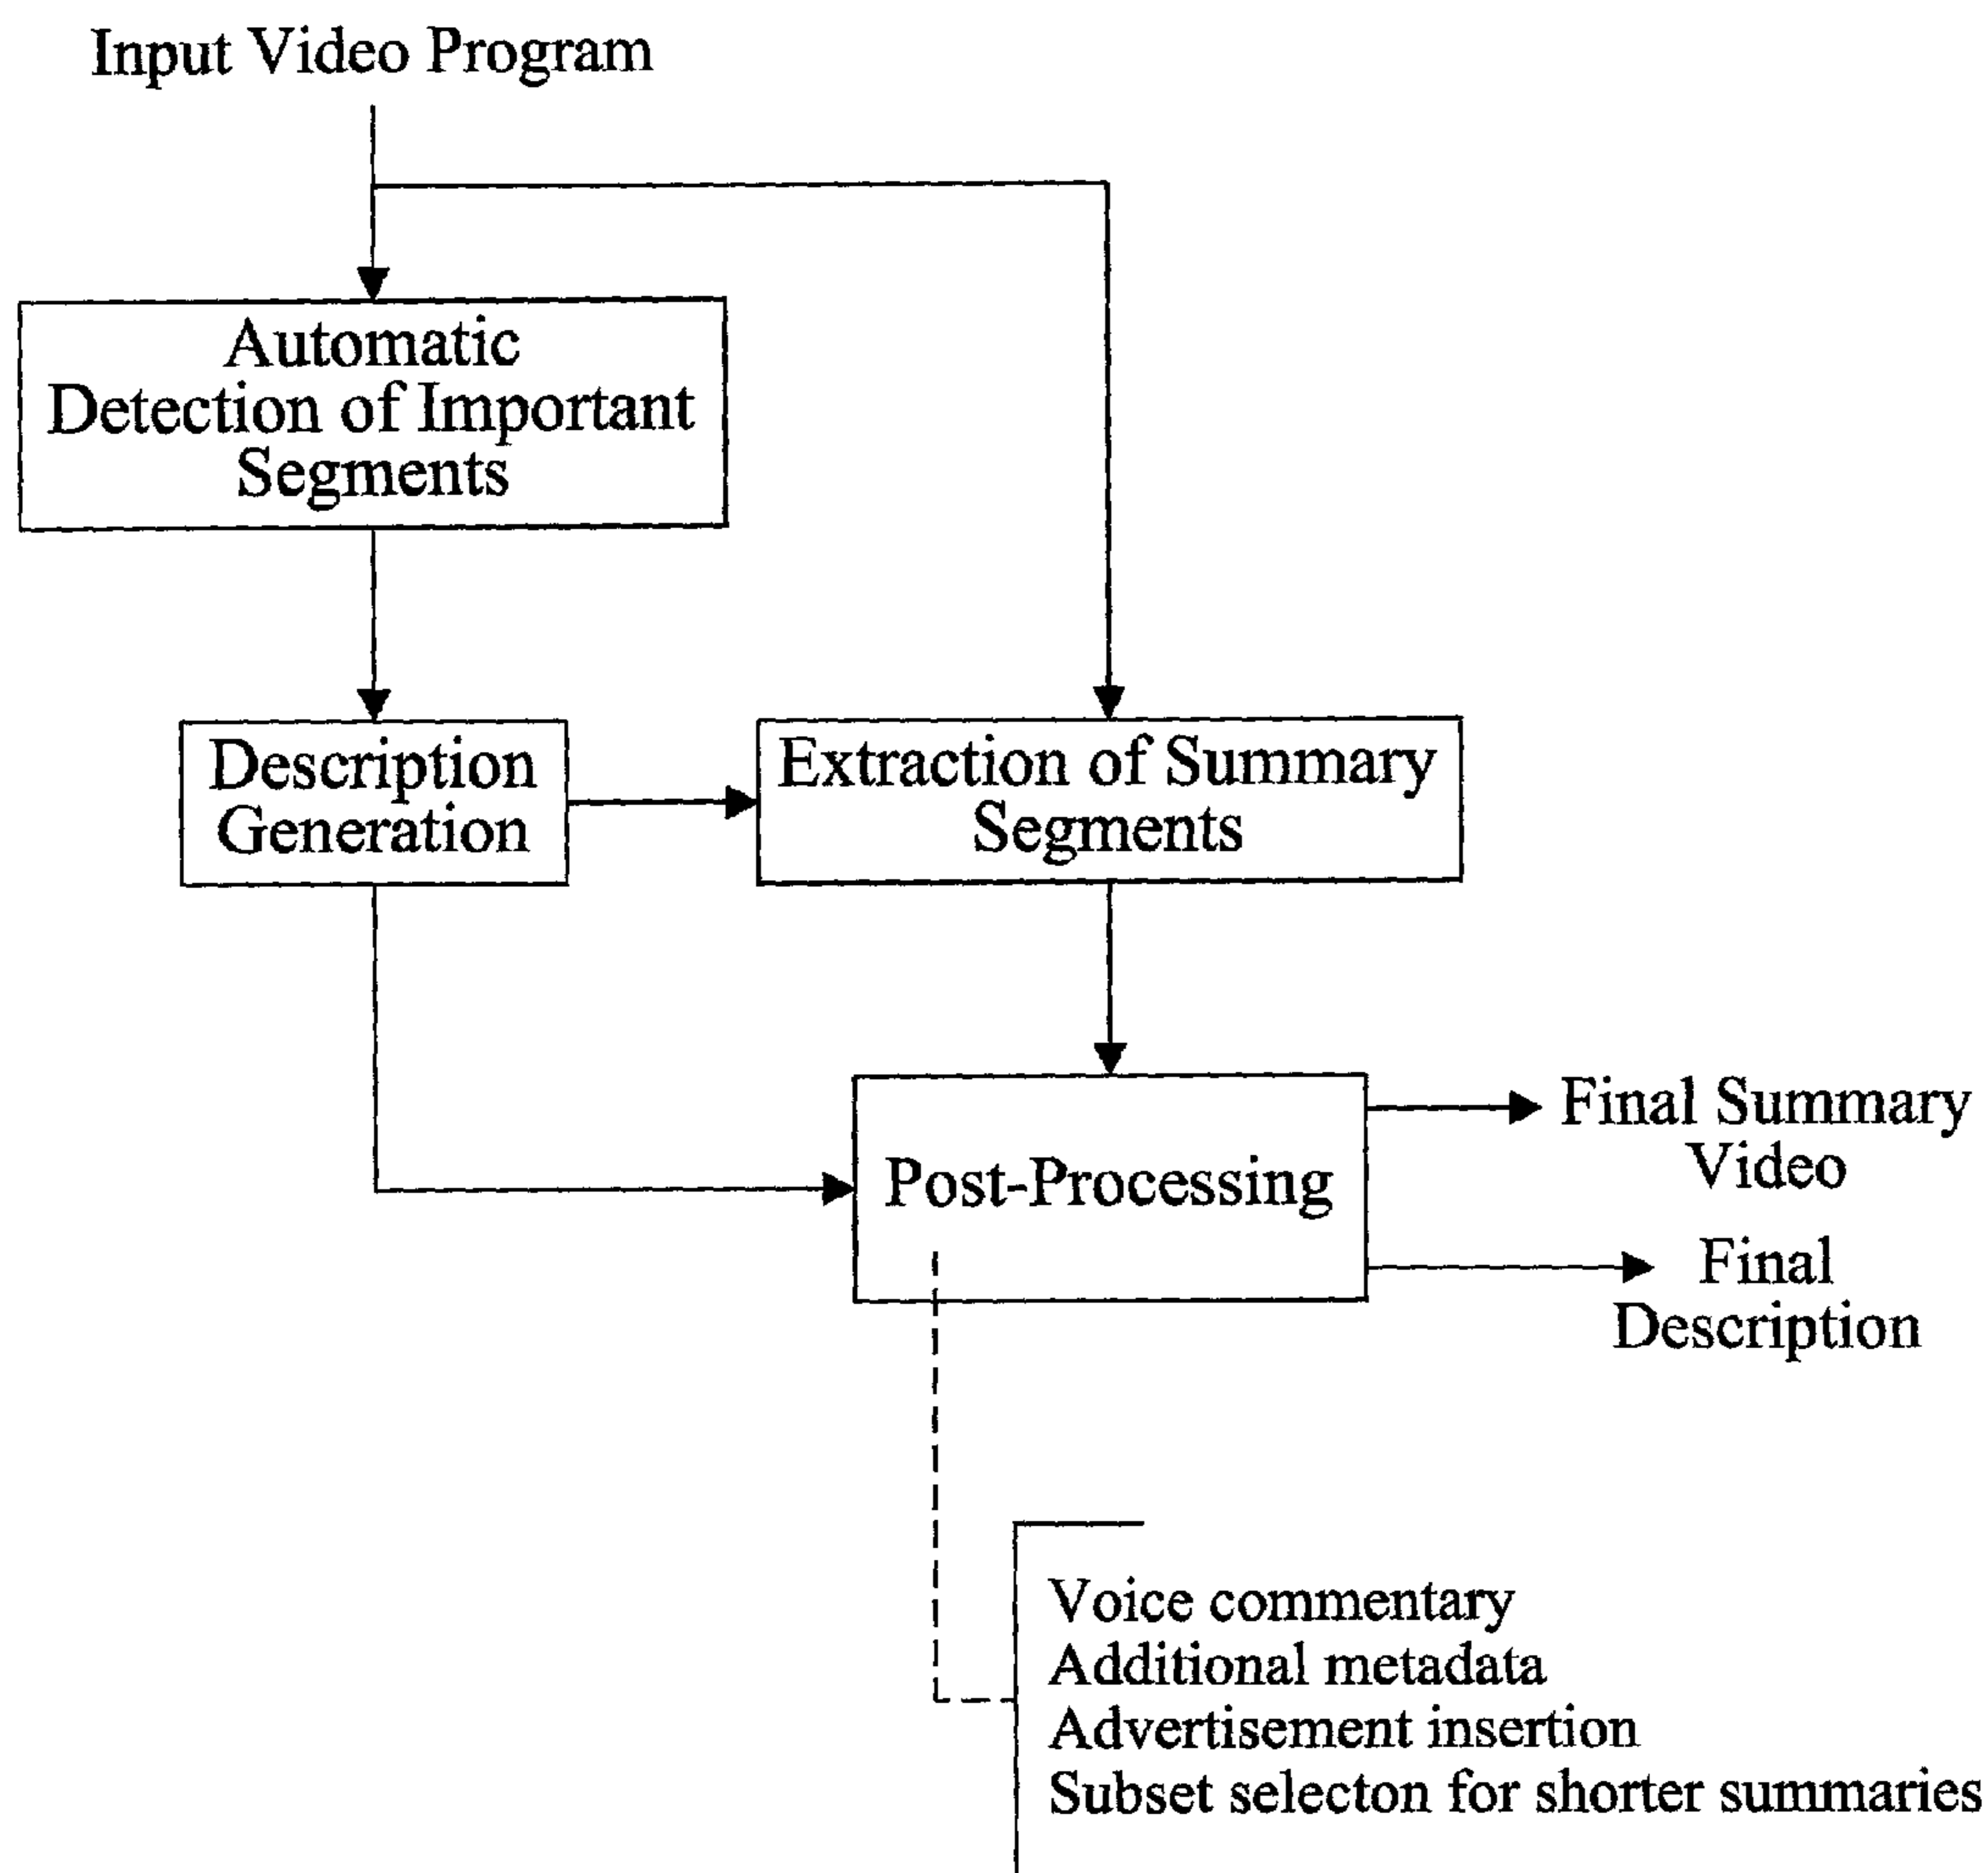 Input Video Program
Automatic
Detection of Important
Segments
Description
Generation
Extraction of Summary
Segments
Post-Processing
Final Summary
Video
Final
Description
Voice commentary
Additional metadata
Advertisement insertion
Subset selecton for shorter summaries